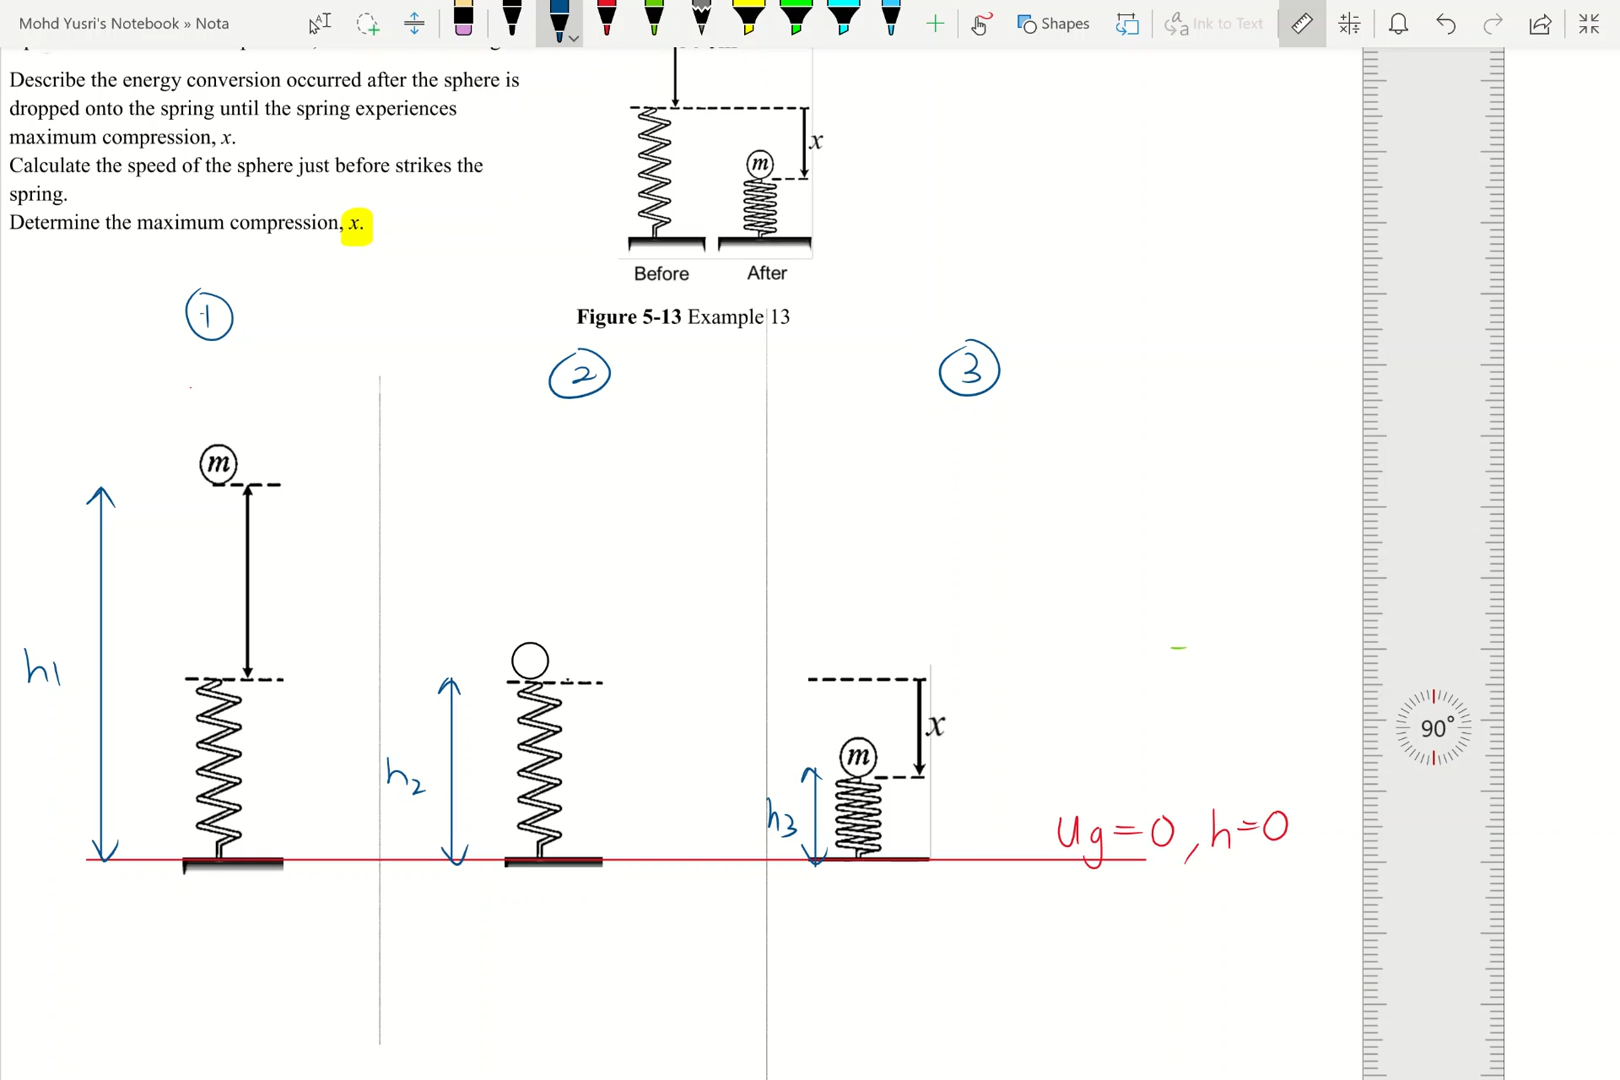 Mohd Yusri's Notebook » Nota
Shapes
Ink to Text
Describe the energy conversion occurred after the sphere is
dropped onto the spring until the spring experiences
maximum compression, x.
Calculate the speed of the sphere just before strikes the
spring.
Determine the maximum compression, x.
x
m
Before After
Figure 5-13 Example 13
1
2
3
m
h1
h2
m
x
h3
Ug=0, h=0
90°